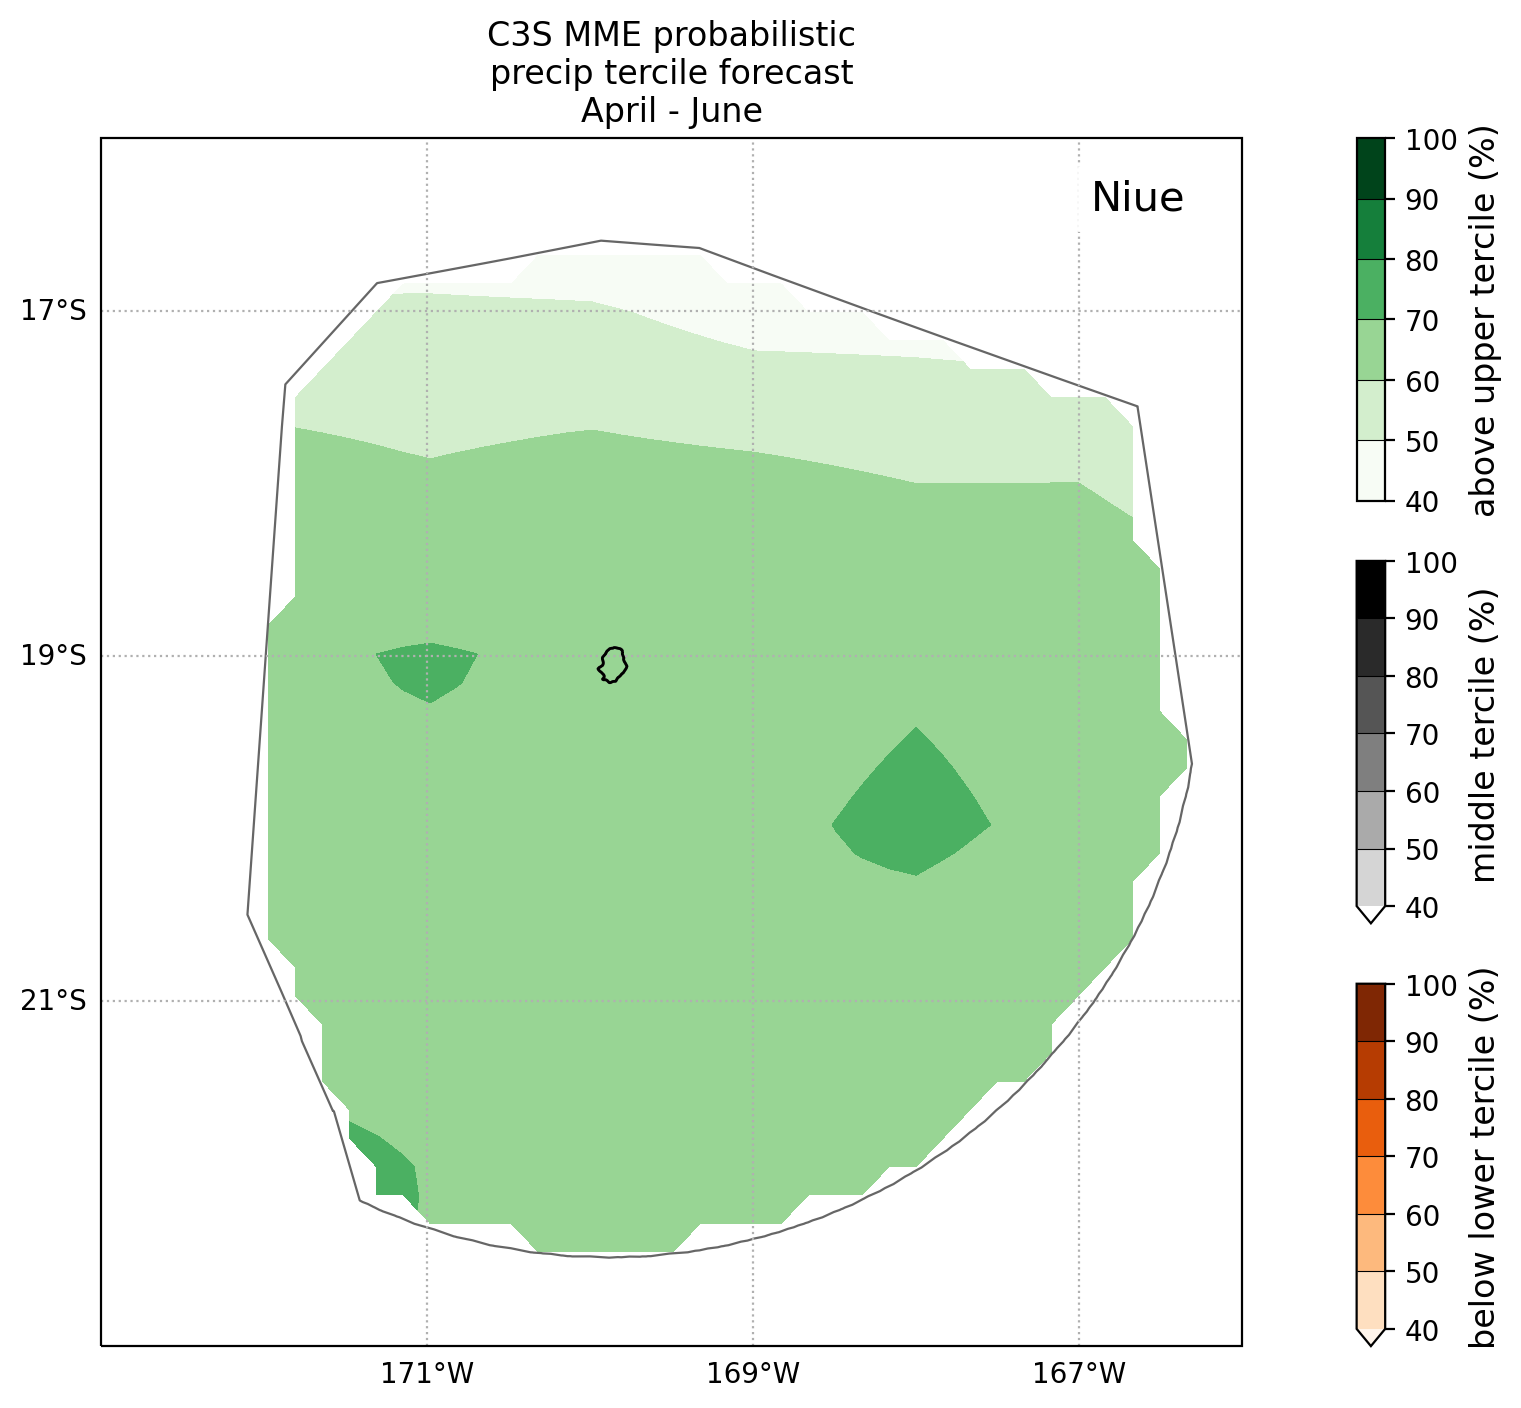 C3S MME probabilistic
precip tercile forecast
April - June
Niue
17°S
19°S
21°S
171°W
169°W
167°W
100
90
80
70
60
50
40
above upper tercile (%)
100
90
80
70
60
50
40
middle tercile (%)
100
90
80
70
60
50
40
below lower tercile (%)